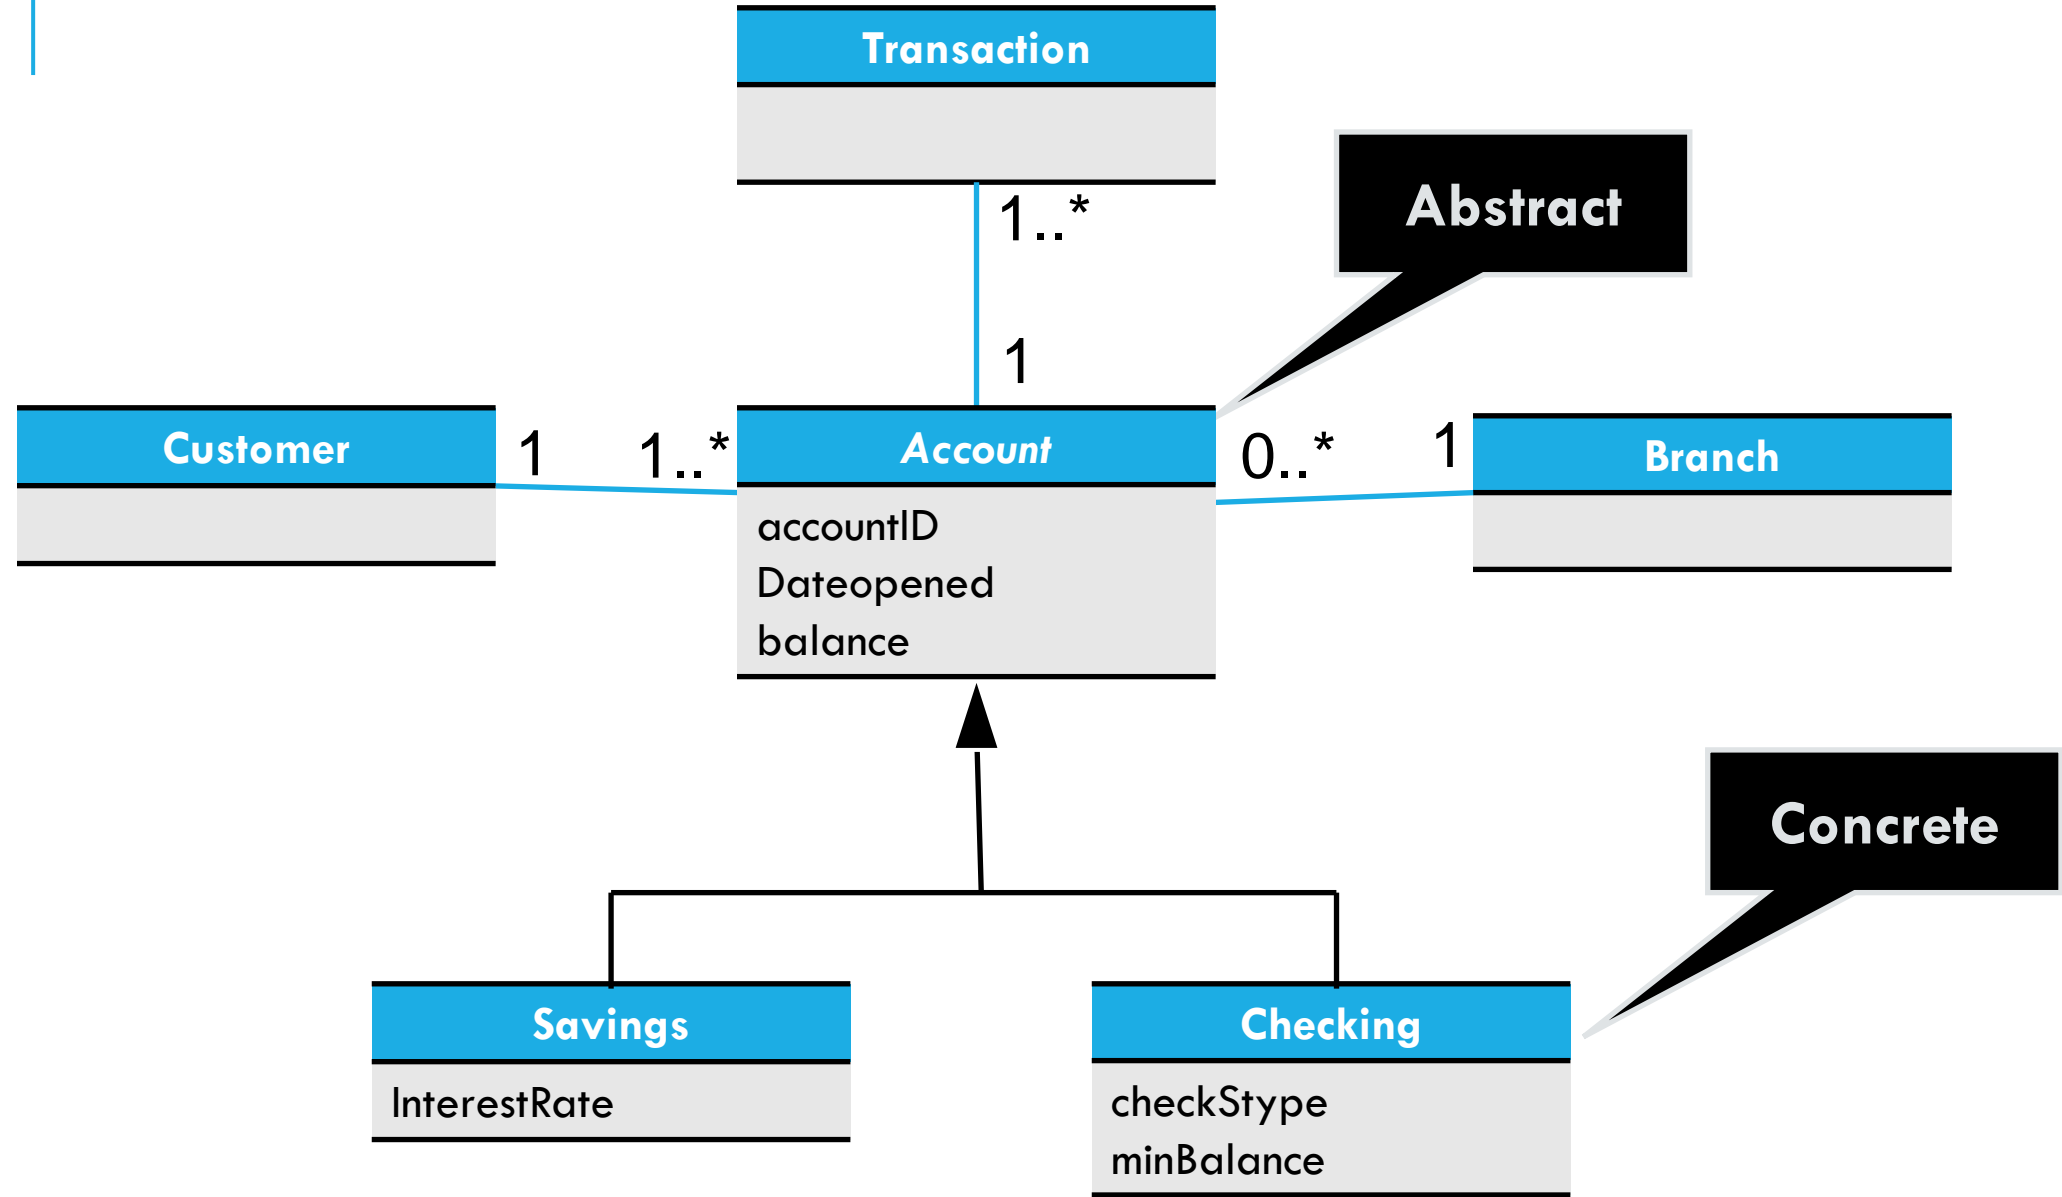 Transaction
1..*
Abstract
1
Customer
1
1..*
Account
0..*
1
Branch
accountID
Dateopened
balance
Concrete
Savings
Checking
InterestRate
checkStype
minBalance